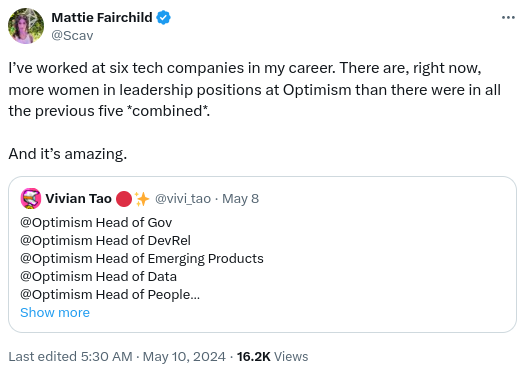 Mattie Fairchild
@Scav
I’ve worked at six tech companies in my career. There are, right now,
more women in leadership positions at Optimism than there were in all
the previous five *combined*.
And it’s amazing.
Vivian Tao 🔴✨ @vivi_tao · May 8
@Optimism Head of Gov
@Optimism Head of DevRel
@Optimism Head of Emerging Products
@Optimism Head of Data
@Optimism Head of People…
Show more
Last edited 5:30 AM · May 10, 2024 · 16.2K Views